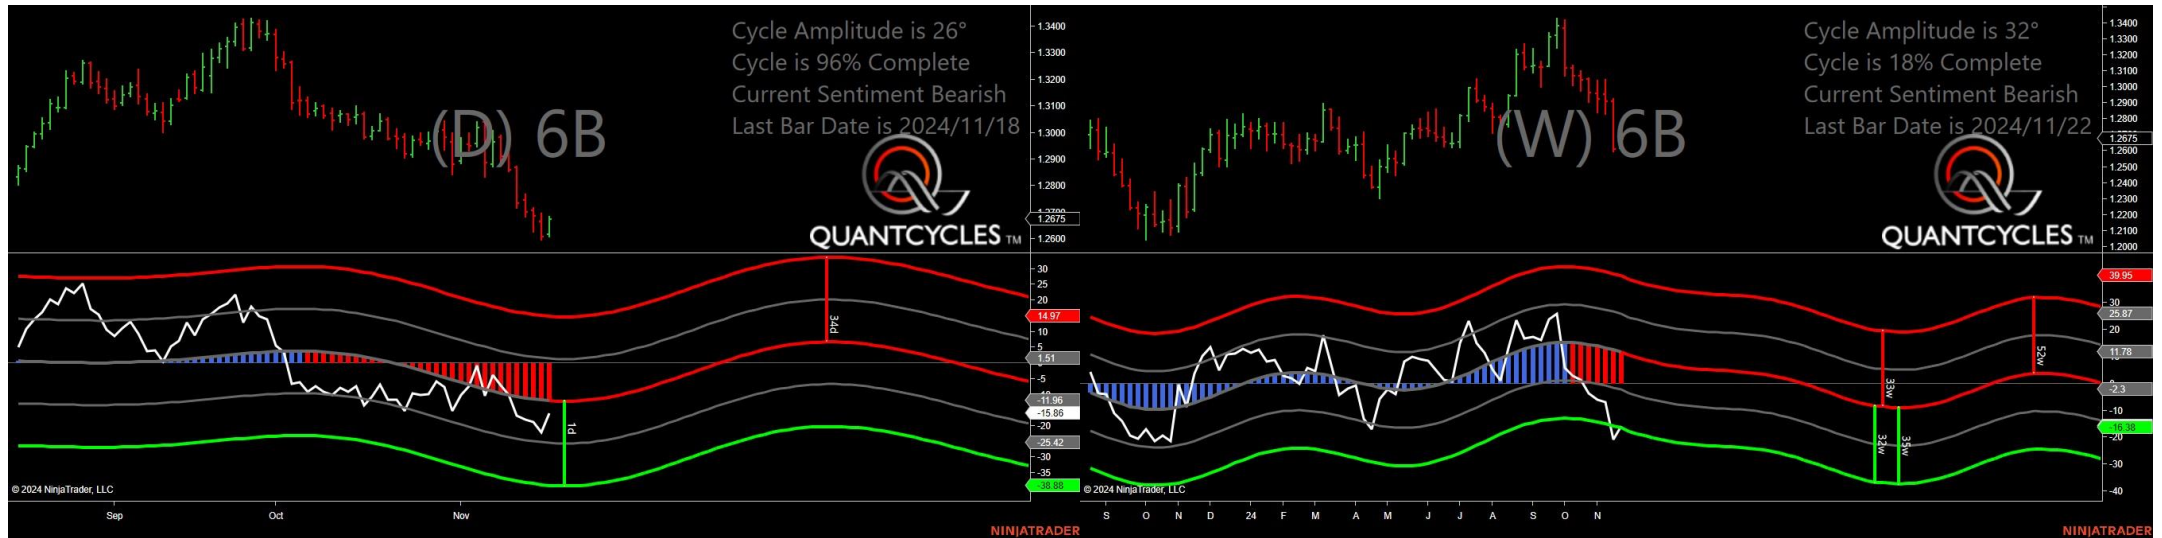 Cycle Amplitude is 26°
Cycle is 96% Complete
Current Sentiment Bearish
Last Bar Date is 2024/11/18
(D) 6B
QUANTCYCLES TM
1.3400
1.3200
1.3100
1.3000
1.2900
1.2800
1.2675
1.2600
30
25
20
14.97
10
5
1.51
-5
-11.96
-15.86
-20
-25.42
-30
-35
-38.88
34d
1d
© 2024 NinjaTrader, LLC
Sep
Oct
Nov
NINJATRADER
Cycle Amplitude is 32°
Cycle is 18% Complete
Current Sentiment Bearish
Last Bar Date is 2024/11/22
(W) 6B
QUANTCYCLES TM
1.3400
1.3300
1.3200
1.3100
1.3000
1.2900
1.2800
1.2675
1.2600
1.2500
1.2400
1.2300
1.2200
1.2100
1.2000
39.95
30
25.87
20
11.78
-2.3
-10
-16.38
-20
-30
-40
33w
32w
35w
52w
© 2024 NinjaTrader, LLC
S O N D 24 F M A M J J A S O N
NINJATRADER